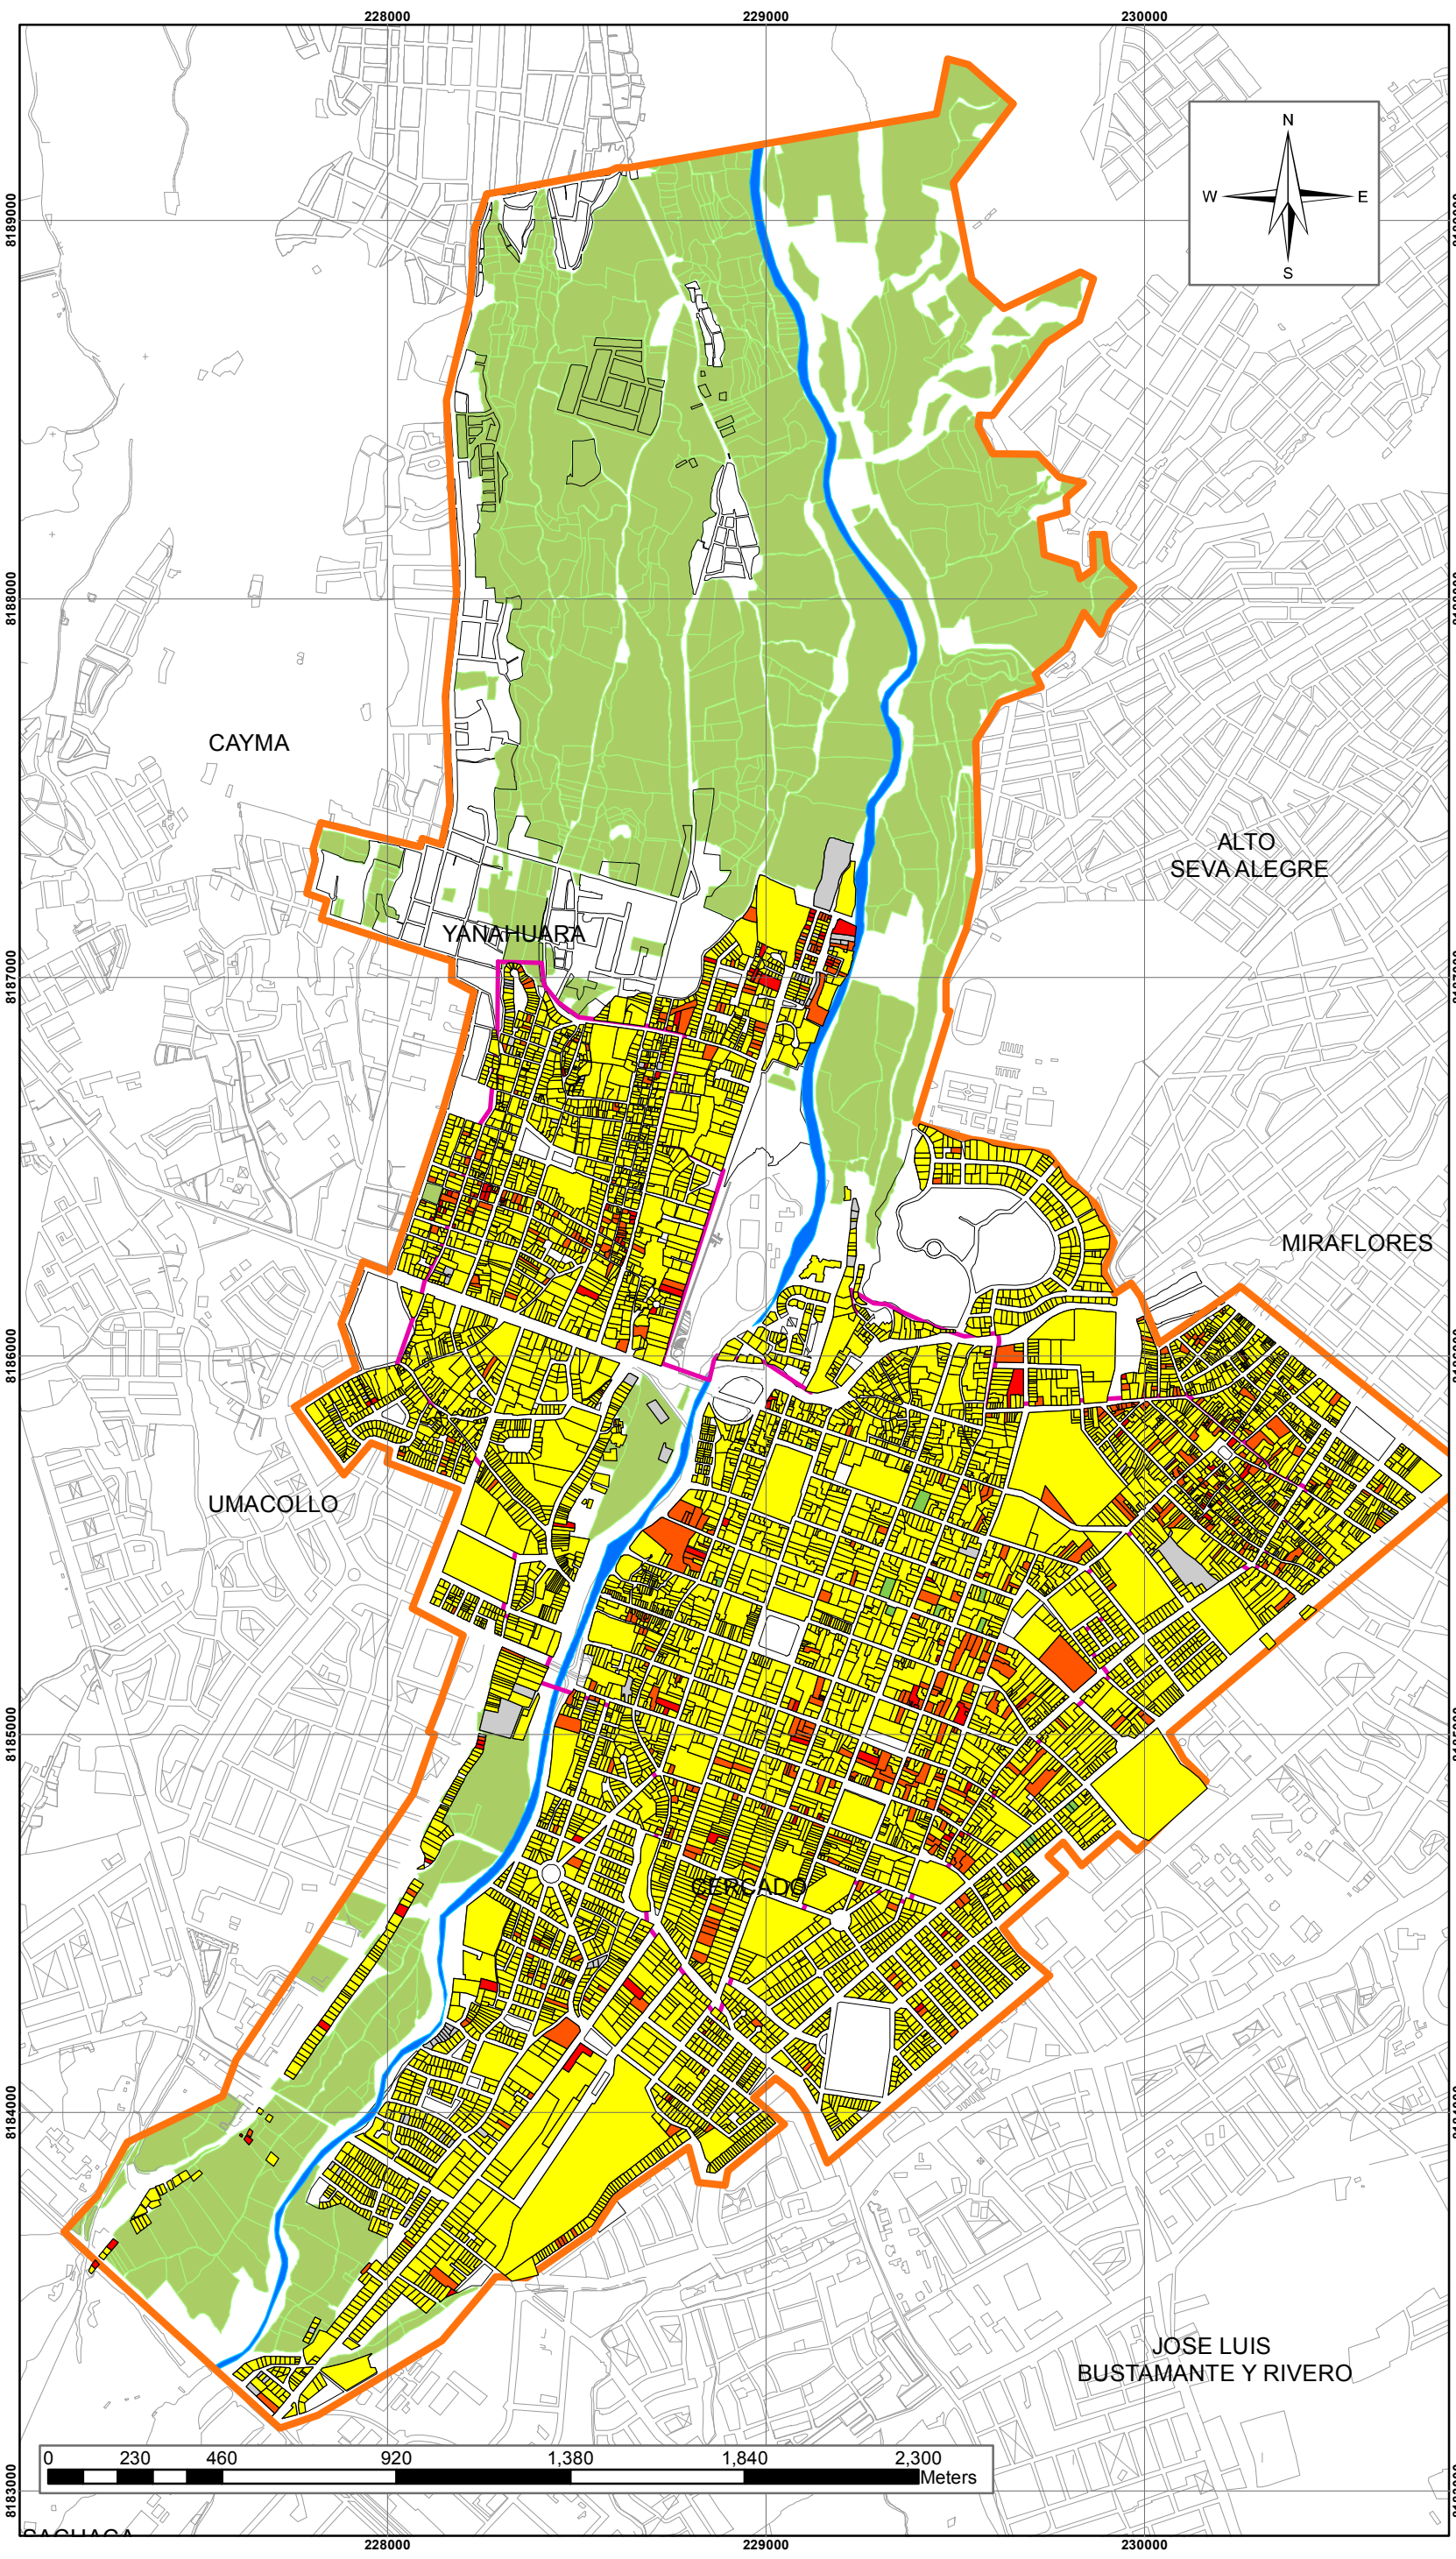 228000
229000
230000
N
W
E
S
8189000
8188000
CAYMA
ALTO
SEVA ALEGRE
YANAHUARA
8187000
MIRAFLORES
8186000
UMACOLLO
8185000
CERCADO
8184000
JOSE LUIS
BUSTAMANTE Y RIVERO
0
230
460
920
1,380
1,840
2,300
Meters
8183000
228000
229000
230000